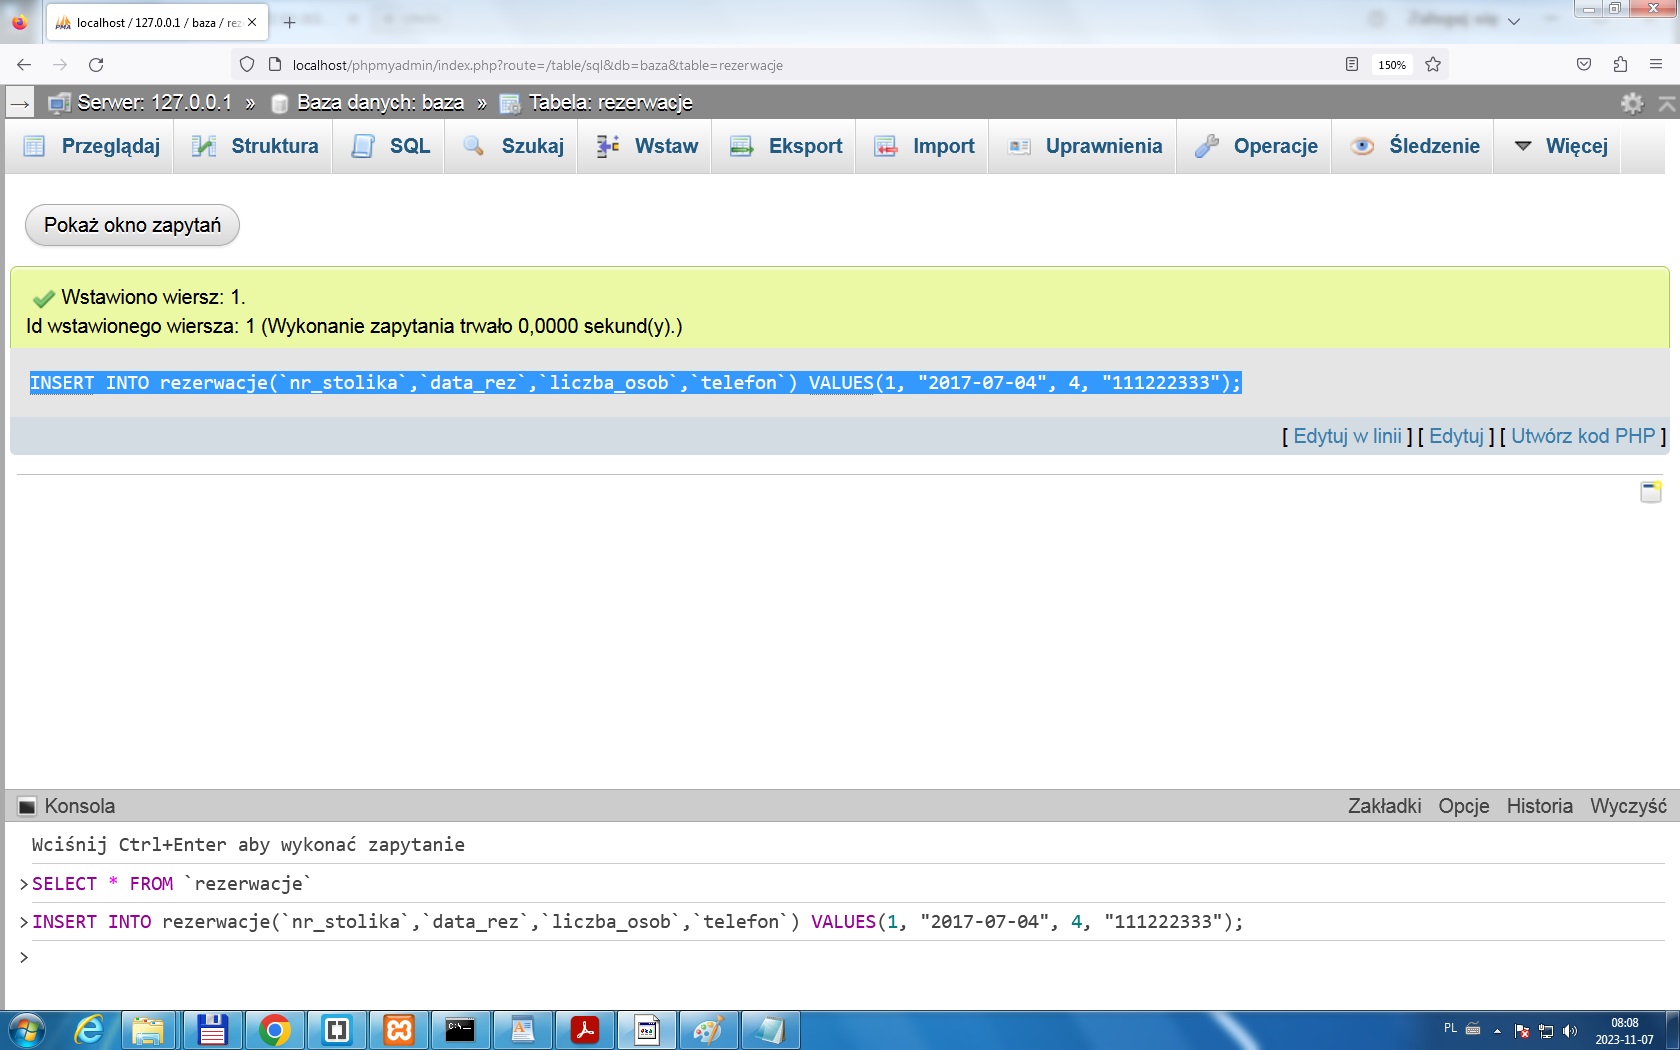 localhost / 127.0.0.1 / baza / rez
localhost/phpmyadmin/index.php?route=/table/sql&db=baza&table=rezerwacje
150%
Serwer: 127.0.0.1 » Baza danych: baza » Tabela: rezerwacje
Przeglądaj Struktura SQL Szukaj Wstaw Eksport Import Uprawnienia Operacje Śledzenie Więcej
Pokaż okno zapytań
Wstawiono wiersz: 1.
Id wstawionego wiersza: 1 (Wykonanie zapytania trwało 0,0000 sekund(y).)
INSERT INTO rezerwacje(`nr_stolika`,`data_rez`,`liczba_osob`,`telefon`) VALUES(1, "2017-07-04", 4, "111222333");
[ Edytuj w linii ] [ Edytuj ] [ Utwórz kod PHP ]
Konsola Zakładki Opcje Historia Wyczyść
Wciśnij Ctrl+Enter aby wykonać zapytanie
>SELECT * FROM `rezerwacje`
>INSERT INTO rezerwacje(`nr_stolika`,`data_rez`,`liczba_osob`,`telefon`) VALUES(1, "2017-07-04", 4, "111222333");
>
PL
08:08
2023-11-07